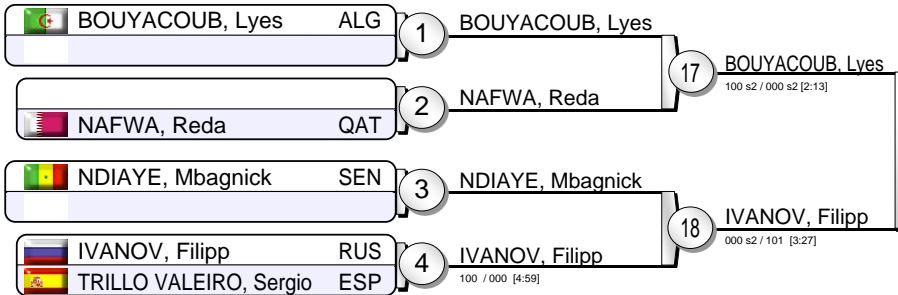 BOUYACOUB, Lyes ALG
1
BOUYACOUB, Lyes
17
BOUYACOUB, Lyes
100 s2 / 000 s2 [2:13]
NAFWA, Reda QAT
2
NAFWA, Reda
NDIAYE, Mbagnick SEN
3
NDIAYE, Mbagnick
18
IVANOV, Filipp
000 s2 / 101 [3:27]
IVANOV, Filipp RUS
TRILLO VALEIRO, Sergio ESP
4
IVANOV, Filipp
100 / 000 [4:59]